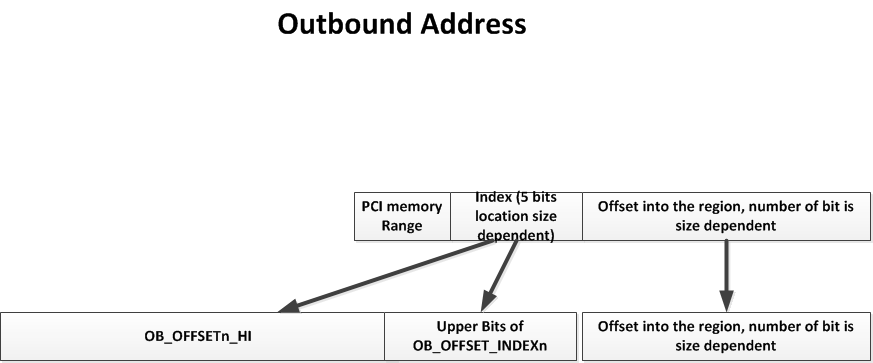 Outbound Address
PCI memory
Range
Index (5 bits
location size
dependent)
Offset into the region, number of bit is
size dependent
OB_OFFSETn_HI
Upper Bits of
OB_OFFSET_INDEXn
Offset into the region, number of bit is
size dependent